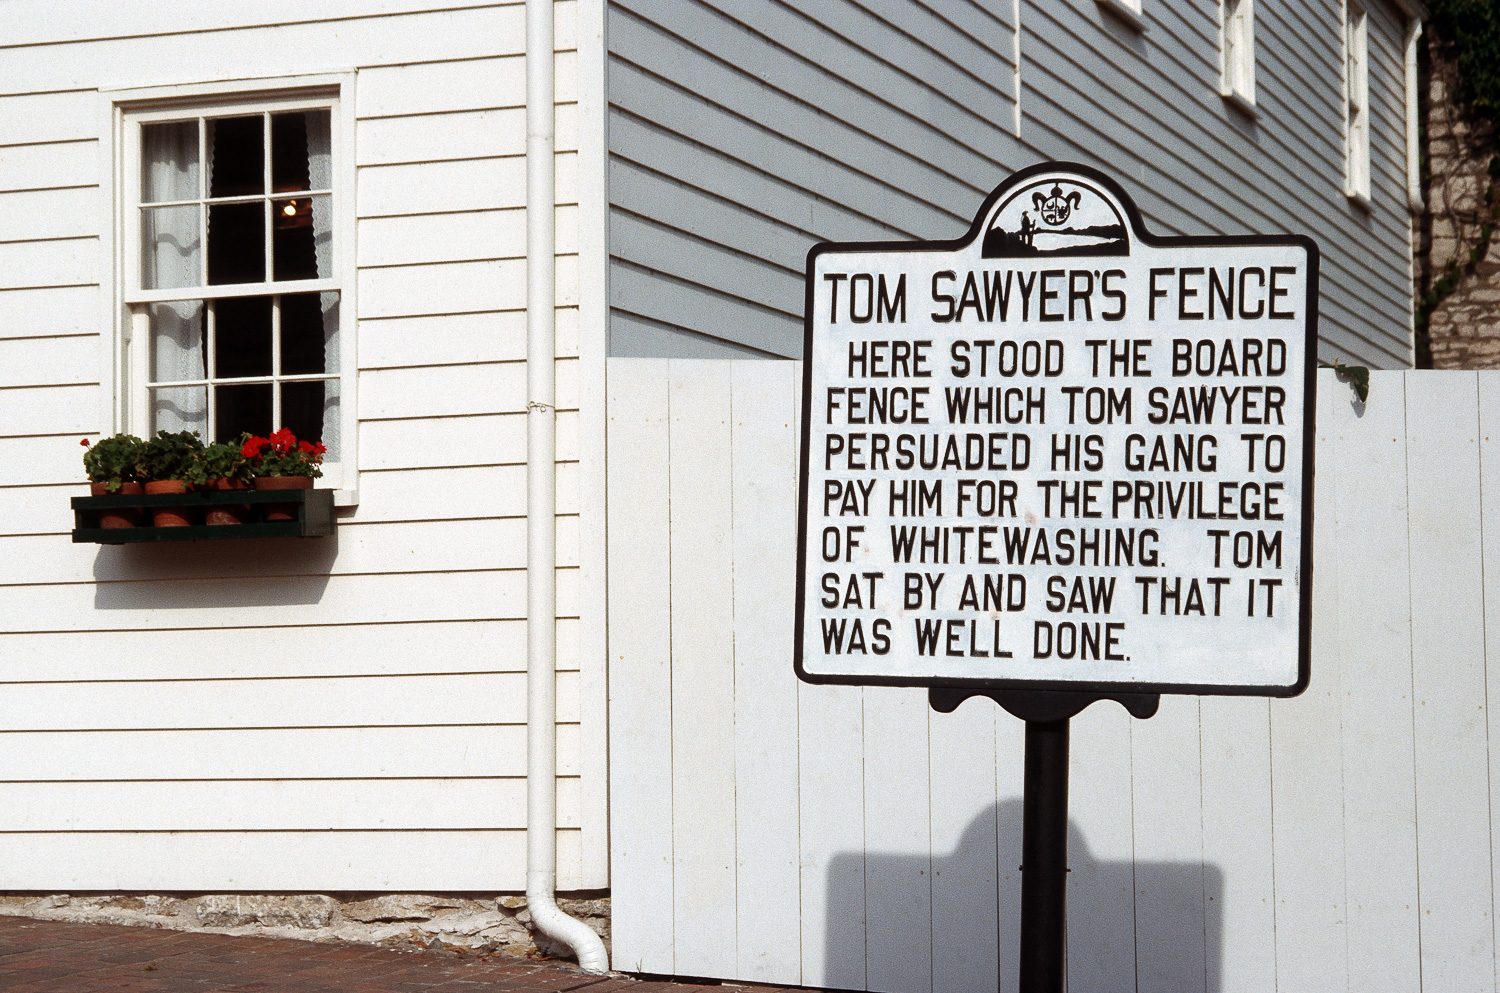 TOM SAWYER'S FENCE
HERE STOOD THE BOARD
FENCE WHICH TOM SAWYER
PERSUADED HIS GANG TO
PAY HIM FOR THE PRIVILEGE
OF WHITEWASHING. TOM
SAT BY AND SAW THAT IT
WAS WELL DONE.